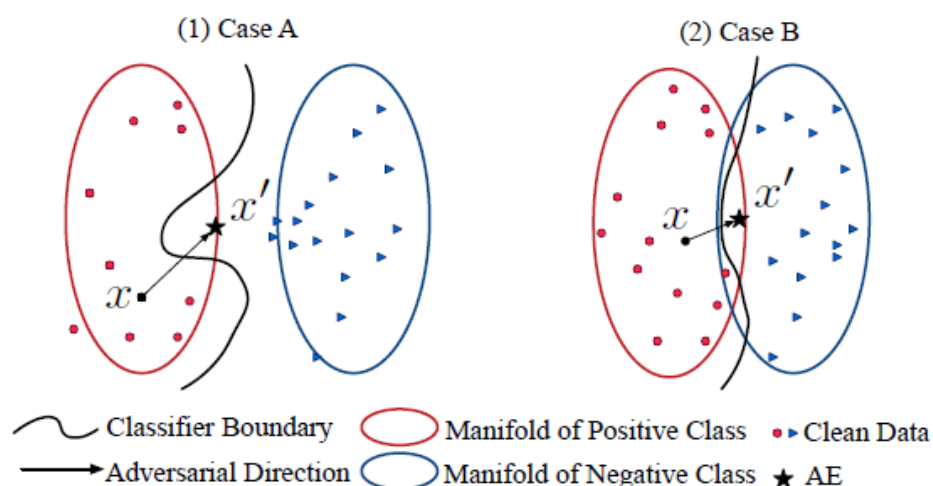 (1) Case A
(2) Case B
x′
x
x′
x
Classifier Boundary
Manifold of Positive Class
Clean Data
Adversarial Direction
Manifold of Negative Class
AE